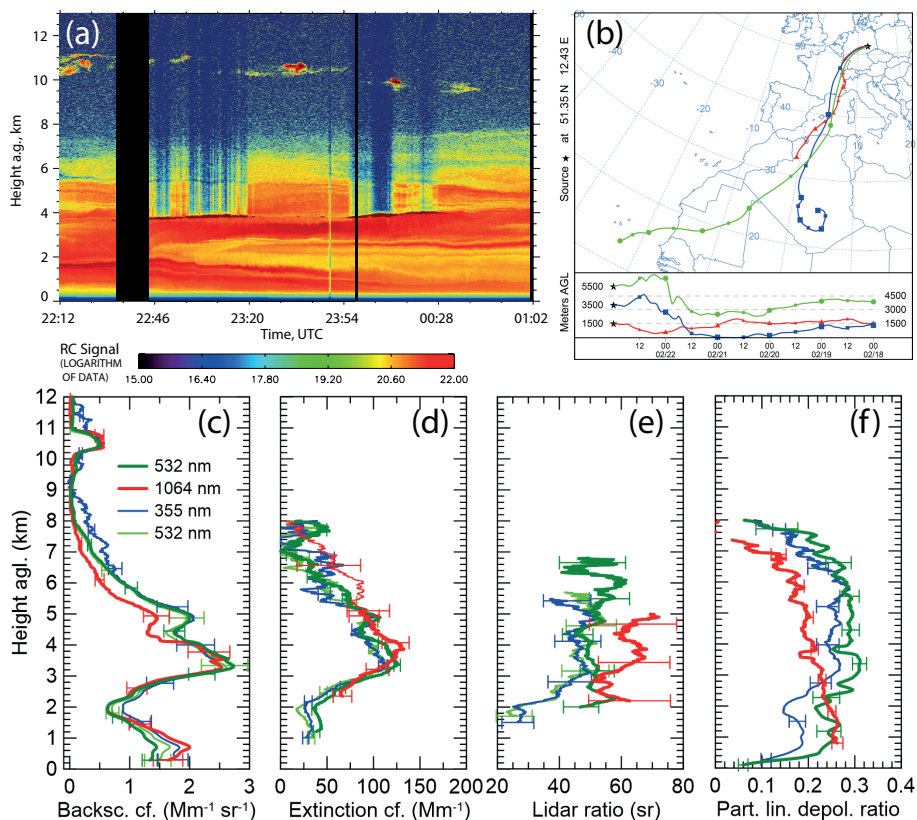 (a)
Height a.g., km
12
10
8
6
4
2
0
22:12 22:46 23:20 23:54 00:28 01:02
Time, UTC
RC Signal
(LOGARITHM
OF DATA)
15.00 16.40 17.80 19.20 20.60 22.00
(b)
Source ★ at 51.35 N 12.43 E
Meters AGL
5500
3500
1500
4500
3000
1500
12 00 12 00 12 00 12 00 12 00
02/22 02/21 02/20 02/19 02/18
(c)
Height agl. (km)
12
11
10
9
8
7
6
5
4
3
2
1
0
532 nm
1064 nm
355 nm
532 nm
0 1 2 3
Backsc. cf. (Mm⁻¹ sr⁻¹)
(d)
0 50 100 150 200
Extinction cf. (Mm⁻¹)
(e)
20 40 60 80
Lidar ratio (sr)
(f)
0.0 0.1 0.2 0.3 0.4
Part. lin. depol. ratio